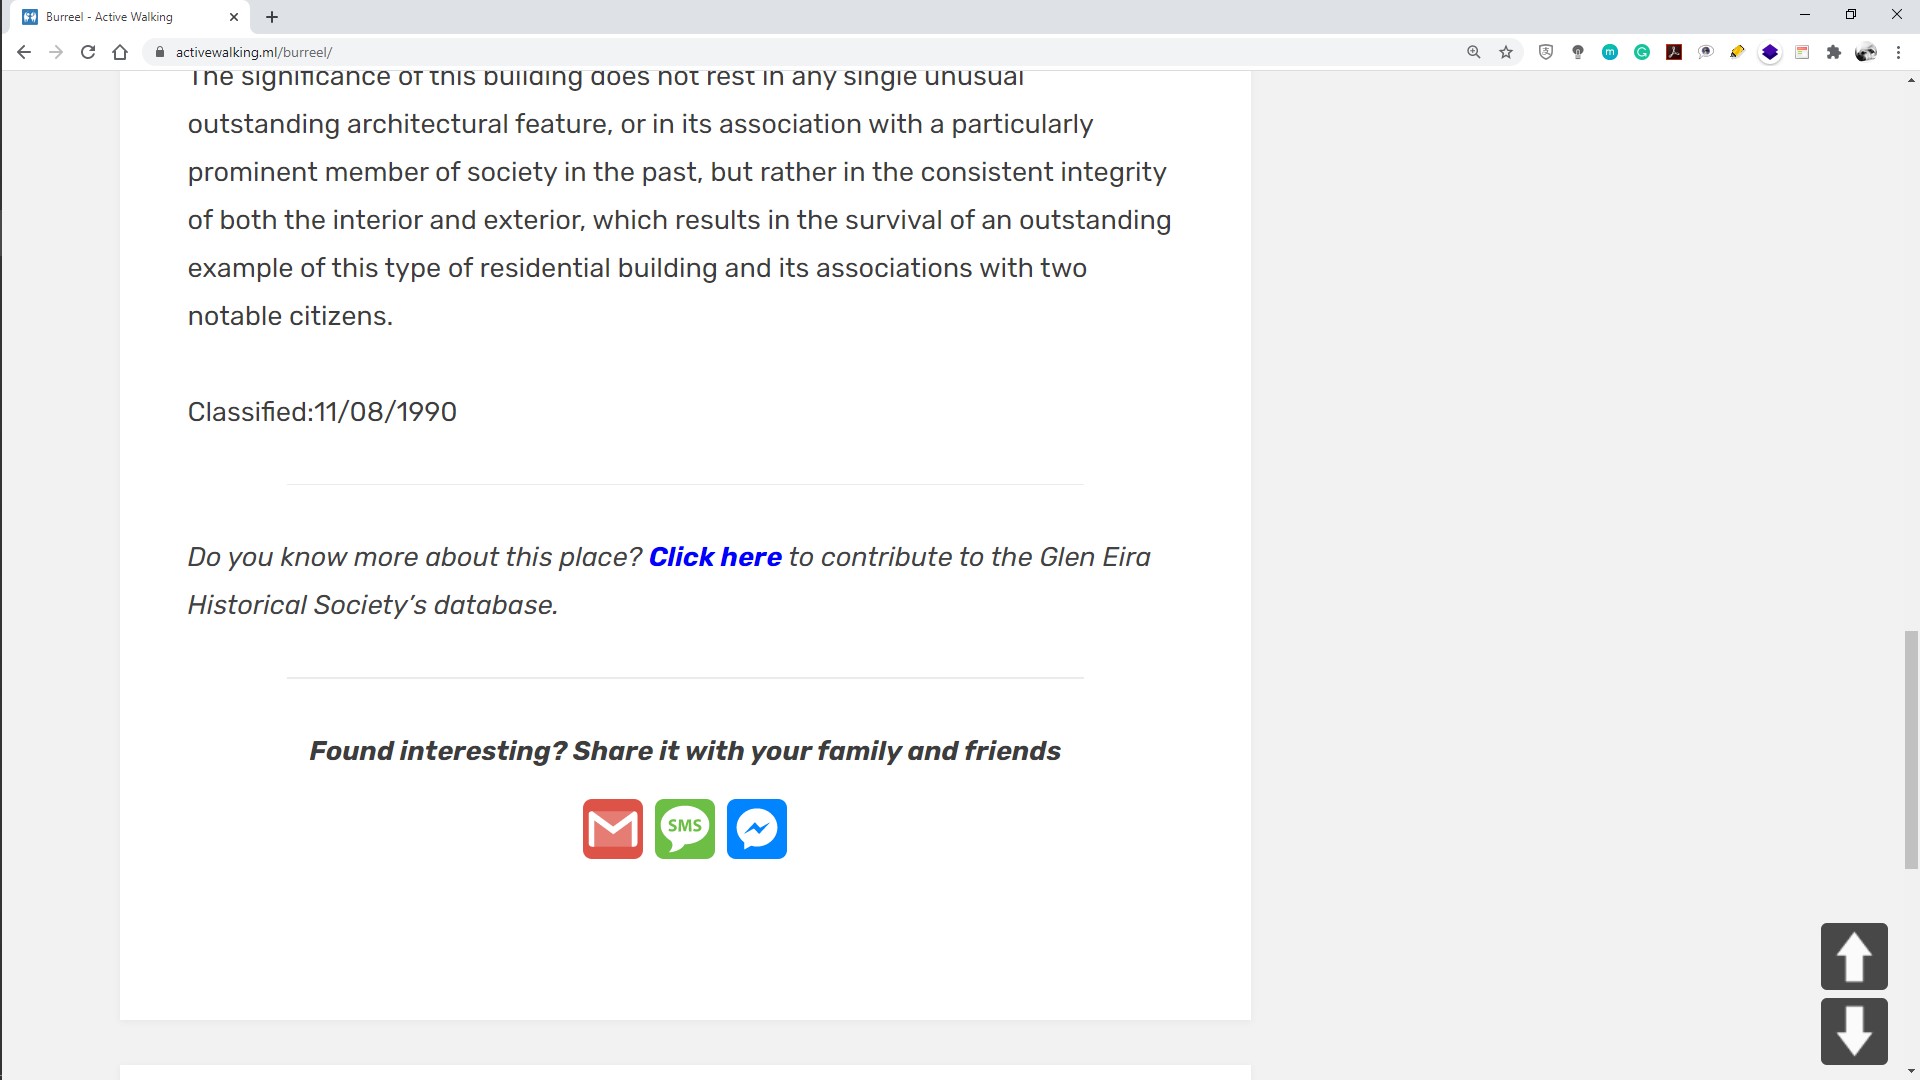 Burreel - Active Walking
activewalking.ml/burreel/
The significance of this building does not rest in any single unusual
outstanding architectural feature, or in its association with a particularly
prominent member of society in the past, but rather in the consistent integrity
of both the interior and exterior, which results in the survival of an outstanding
example of this type of residential building and its associations with two
notable citizens.
Classified:11/08/1990
Do you know more about this place? Click here to contribute to the Glen Eira
Historical Society’s database.
Found interesting? Share it with your family and friends
SMS